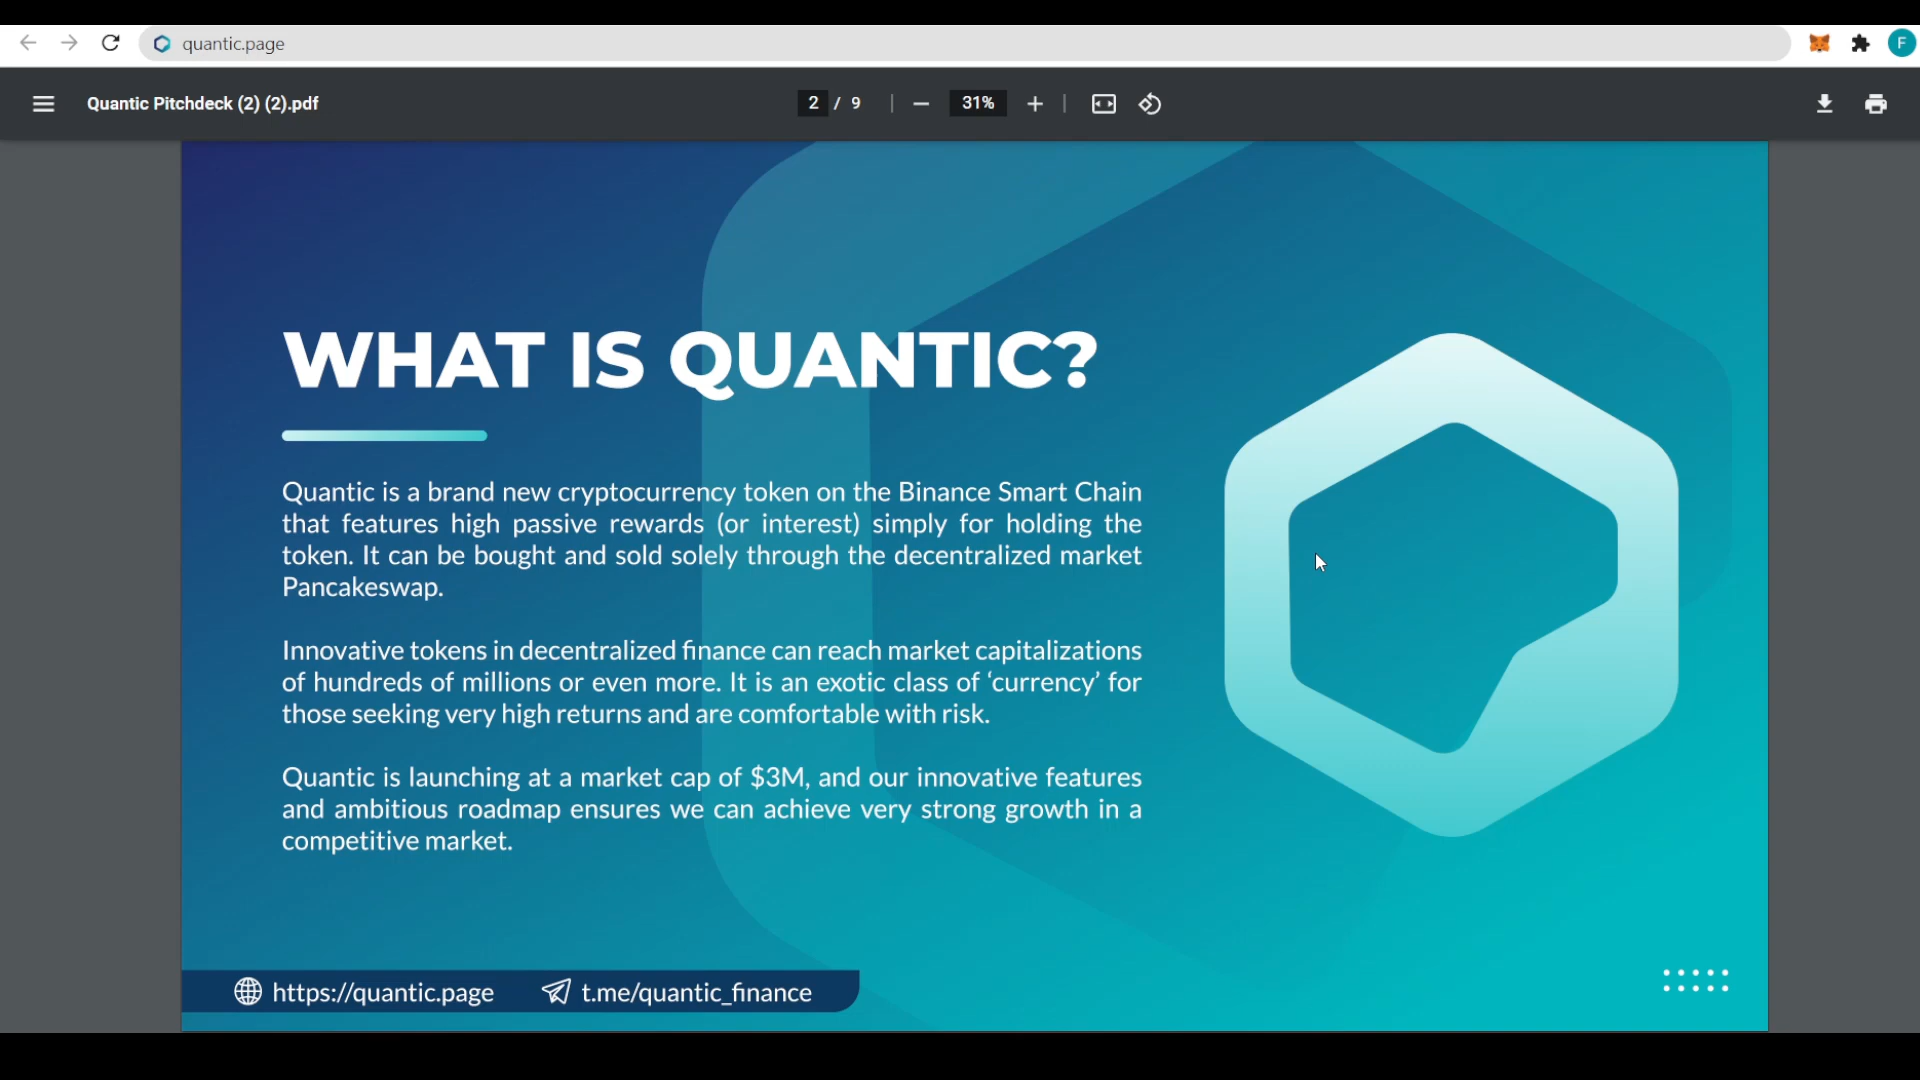 quantic.page
F
Quantic Pitchdeck (2) (2).pdf
2 / 9
31%
WHAT IS QUANTIC?
Quantic is a brand new cryptocurrency token on the Binance Smart Chain
that features high passive rewards (or interest) simply for holding the
token. It can be bought and sold solely through the decentralized market
Pancakeswap.
Innovative tokens in decentralized finance can reach market capitalizations
of hundreds of millions or even more. It is an exotic class of ‘currency’ for
those seeking very high returns and are comfortable with risk.
Quantic is launching at a market cap of $3M, and our innovative features
and ambitious roadmap ensures we can achieve very strong growth in a
competitive market.
https://quantic.page
t.me/quantic_finance